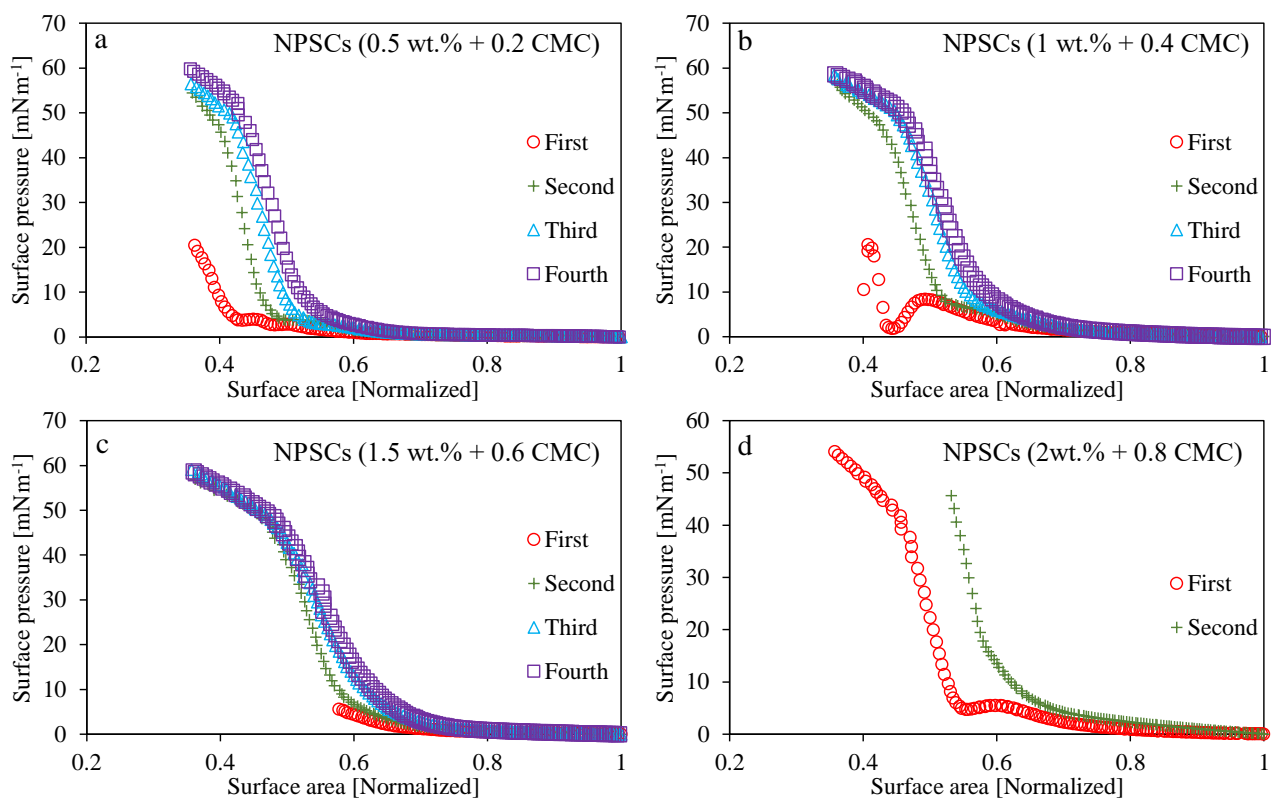 a
NPSCs (0.5 wt.% + 0.2 CMC)
Surface pressure [mNm⁻¹]
70
60
50
40
30
20
10
0
First
Second
Third
Fourth
0.2 0.4 0.6 0.8 1
Surface area [Normalized]
b
NPSCs (1 wt.% + 0.4 CMC)
Surface pressure [mNm⁻¹]
70
60
50
40
30
20
10
0
First
Second
Third
Fourth
0.2 0.4 0.6 0.8 1
Surface area [Normalized]
c
NPSCs (1.5 wt.% + 0.6 CMC)
Surface pressure [mNm⁻¹]
70
60
50
40
30
20
10
0
First
Second
Third
Fourth
0.2 0.4 0.6 0.8 1
Surface area [Normalized]
d
NPSCs (2wt.% + 0.8 CMC)
Surface pressure [mNm⁻¹]
60
50
40
30
20
10
0
First
Second
0.2 0.4 0.6 0.8 1
Surface area [Normalized]